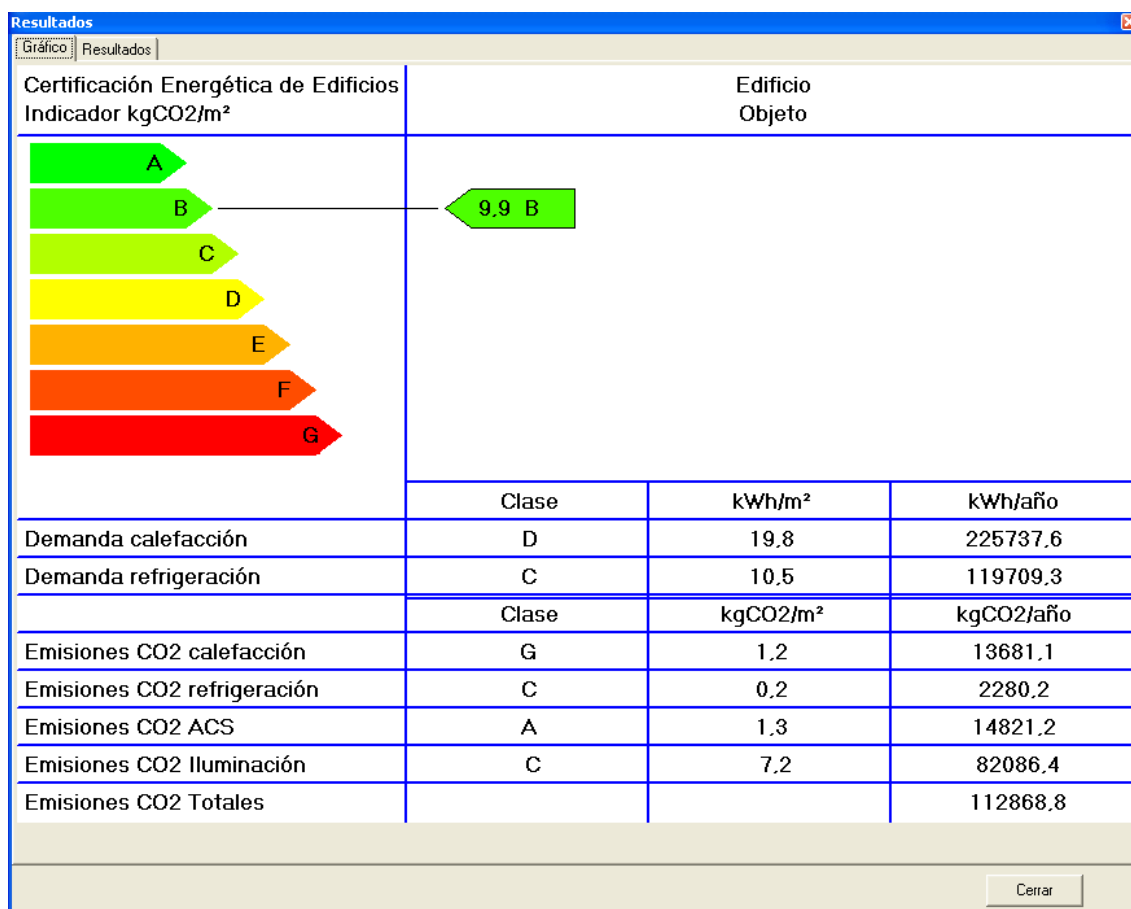 Resultados
Gráfico Resultados
Certificación Energética de Edificios
Indicador kgCO2/m²
Edificio
Objeto
A
B 9,9 B
C
D
E
F
G
Clase kWh/m² kWh/año
Demanda calefacción D 19,8 225737,6
Demanda refrigeración C 10,5 119709,3
Clase kgCO2/m² kgCO2/año
Emisiones CO2 calefacción G 1,2 13681,1
Emisiones CO2 refrigeración C 0,2 2280,2
Emisiones CO2 ACS A 1,3 14821,2
Emisiones CO2 Iluminación C 7,2 82086,4
Emisiones CO2 Totales 112868,8
Cerrar